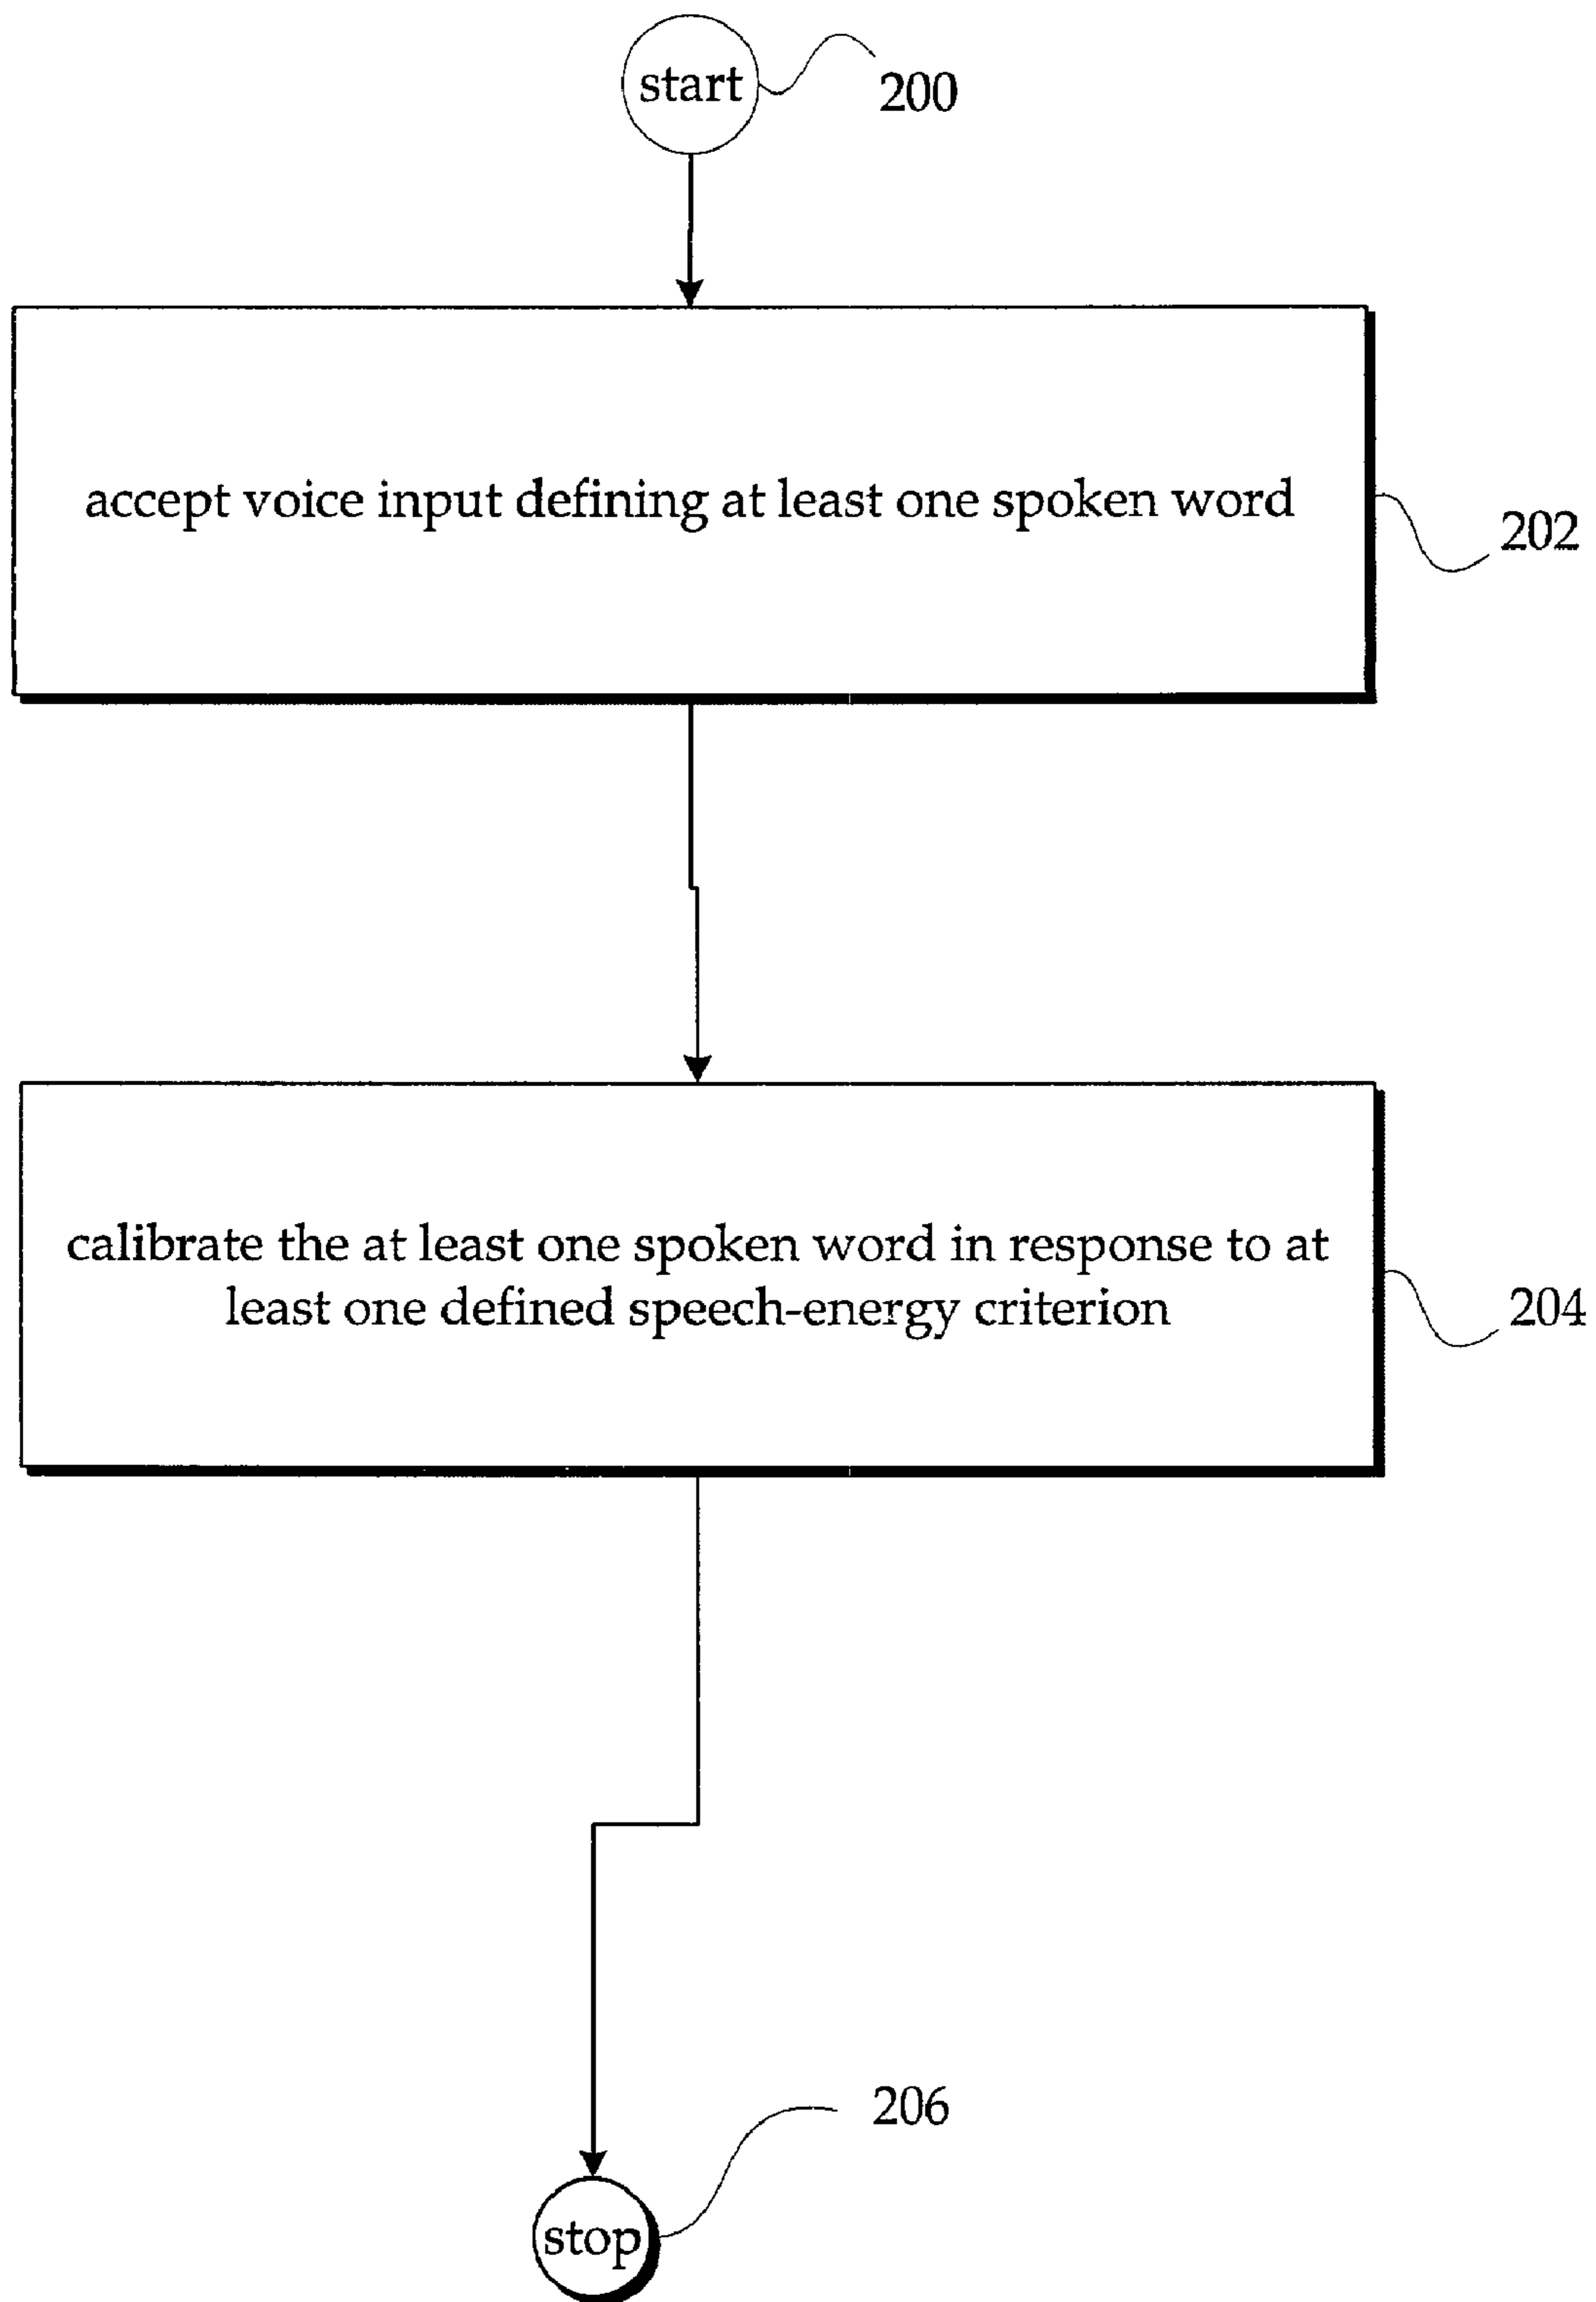 start
200
accept voice input defining at least one spoken word
202
calibrate the at least one spoken word in response to at
least one defined speech-energy criterion
204
206
stop